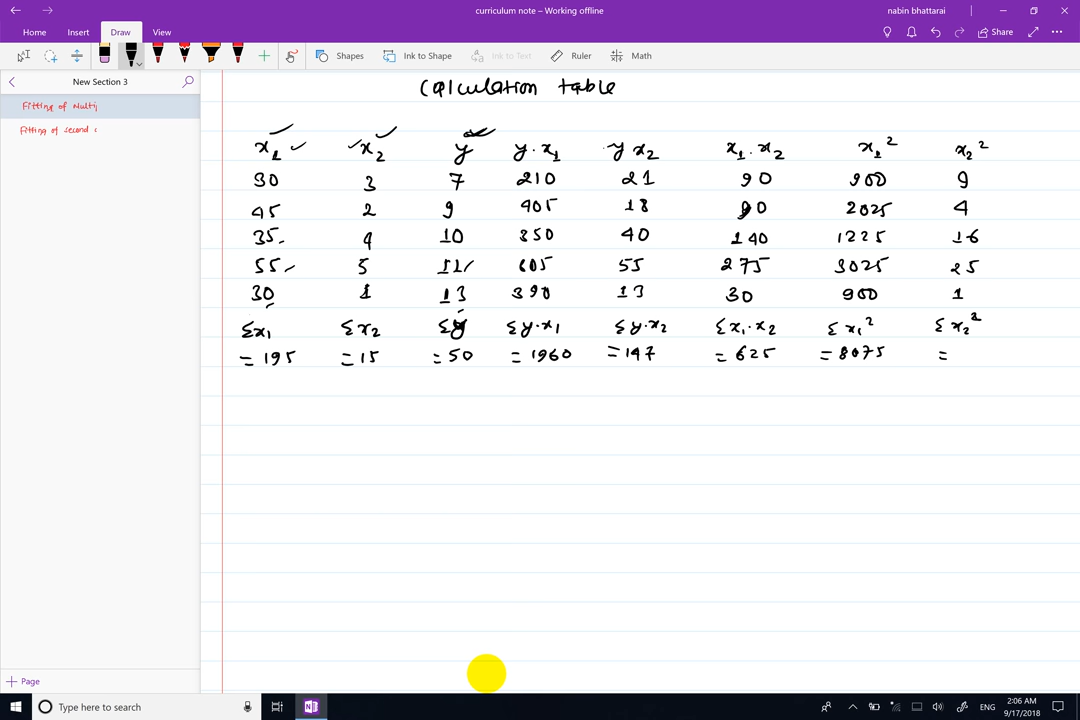 curriculum note – Working offline
nabin bhattarai
Home Insert Draw View
Share
Shapes Ink to Shape Ink to Text Ruler Math
New Section 3
Fitting of Multi
Fitting of second
Calculation table
x₁ x₂ y y·x₁ y x₂ x₁·x₂ x₁² x₂²
30 3 7 210 21 90 900 9
45 2 9 405 18 90 2025 4
35 4 10 350 40 140 1225 16
55 5 11 605 55 275 3025 25
30 1 13 390 13 30 900 1
Σx₁ Σx₂ Σy Σy·x₁ Σy·x₂ Σx₁·x₂ Σx₁² Σx₂²
= 195 = 15 = 50 = 1960 = 147 = 625 = 8075 =
+ Page
Type here to search
ENG
2:06 AM
9/17/2018